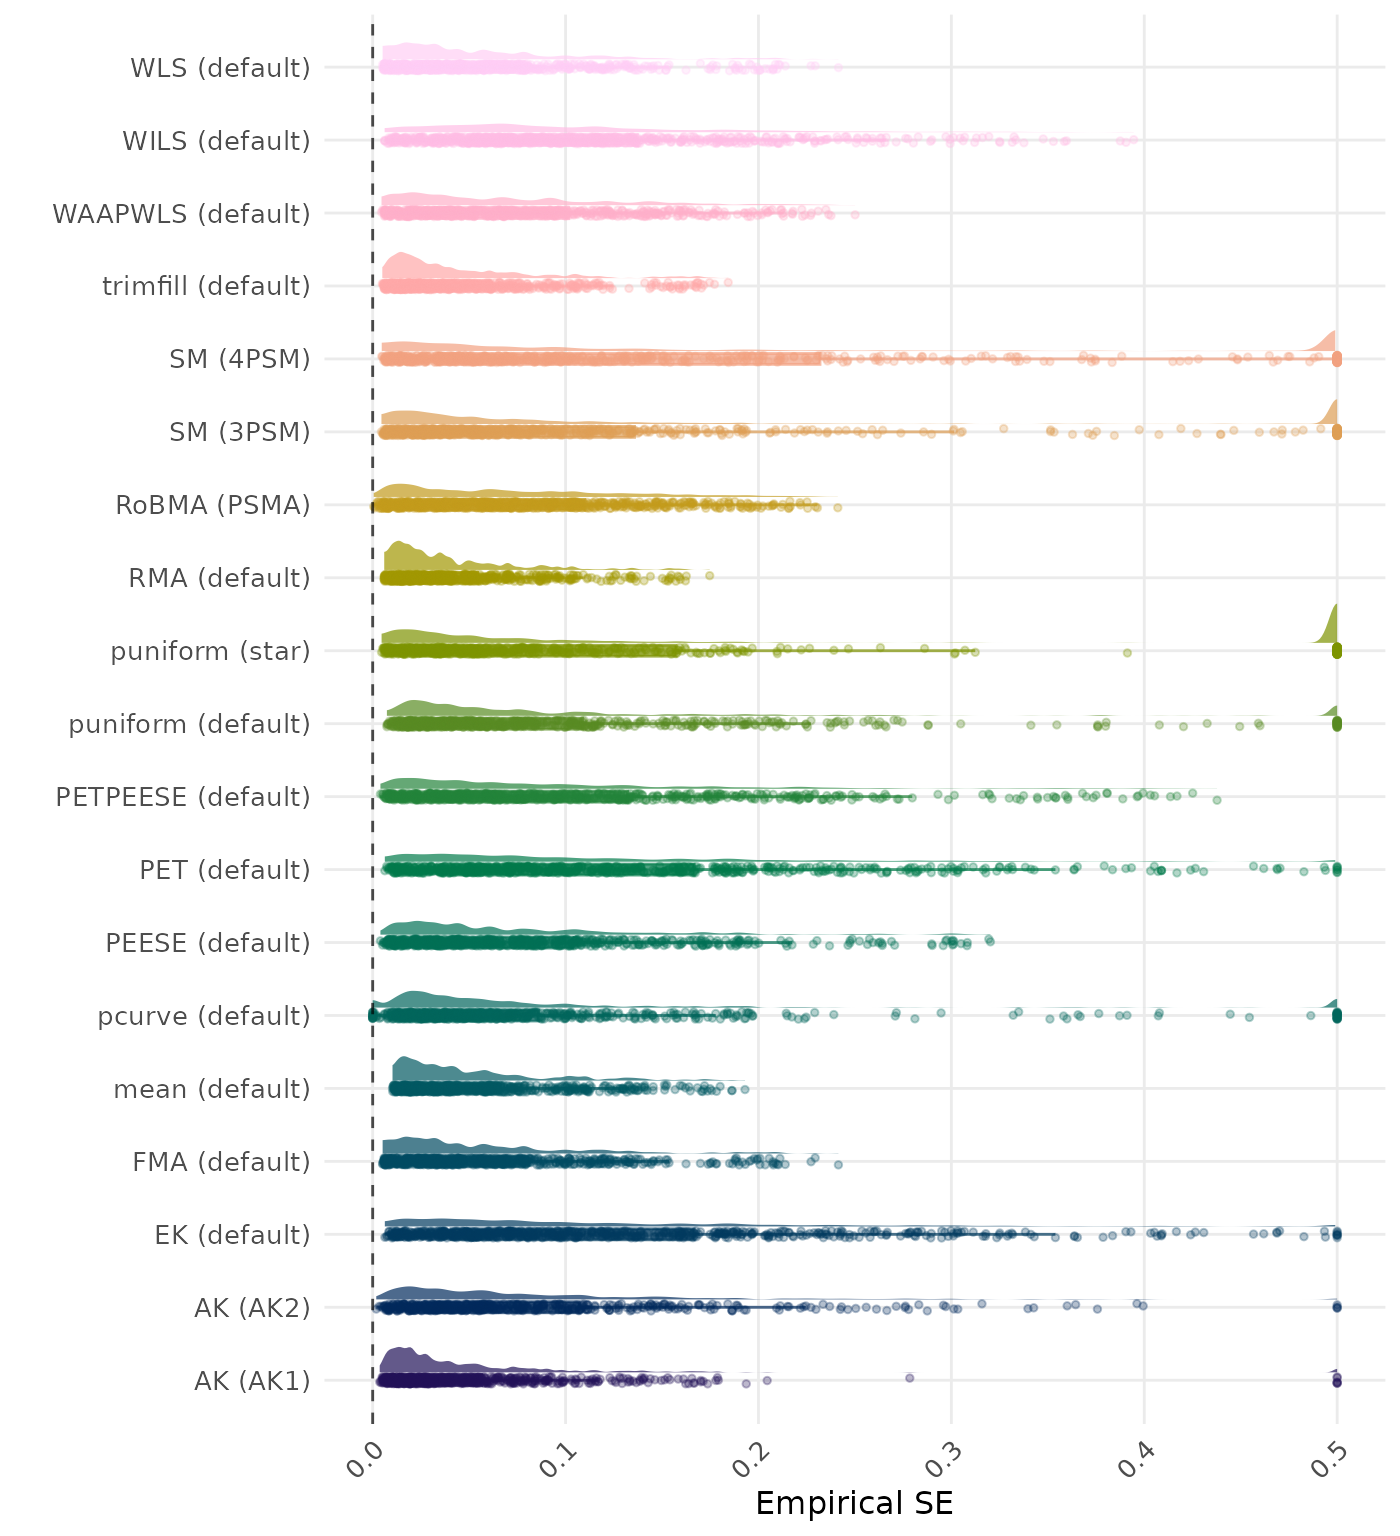 WLS (default)
WILS (default)
WAAPWLS (default)
trimfill (default)
SM (4PSM)
SM (3PSM)
RoBMA (PSMA)
RMA (default)
puniform (star)
puniform (default)
PETPEESE (default)
PET (default)
PEESE (default)
pcurve (default)
mean (default)
FMA (default)
EK (default)
AK (AK2)
AK (AK1)
0.0 0.1 0.2 0.3 0.4 0.5
Empirical SE